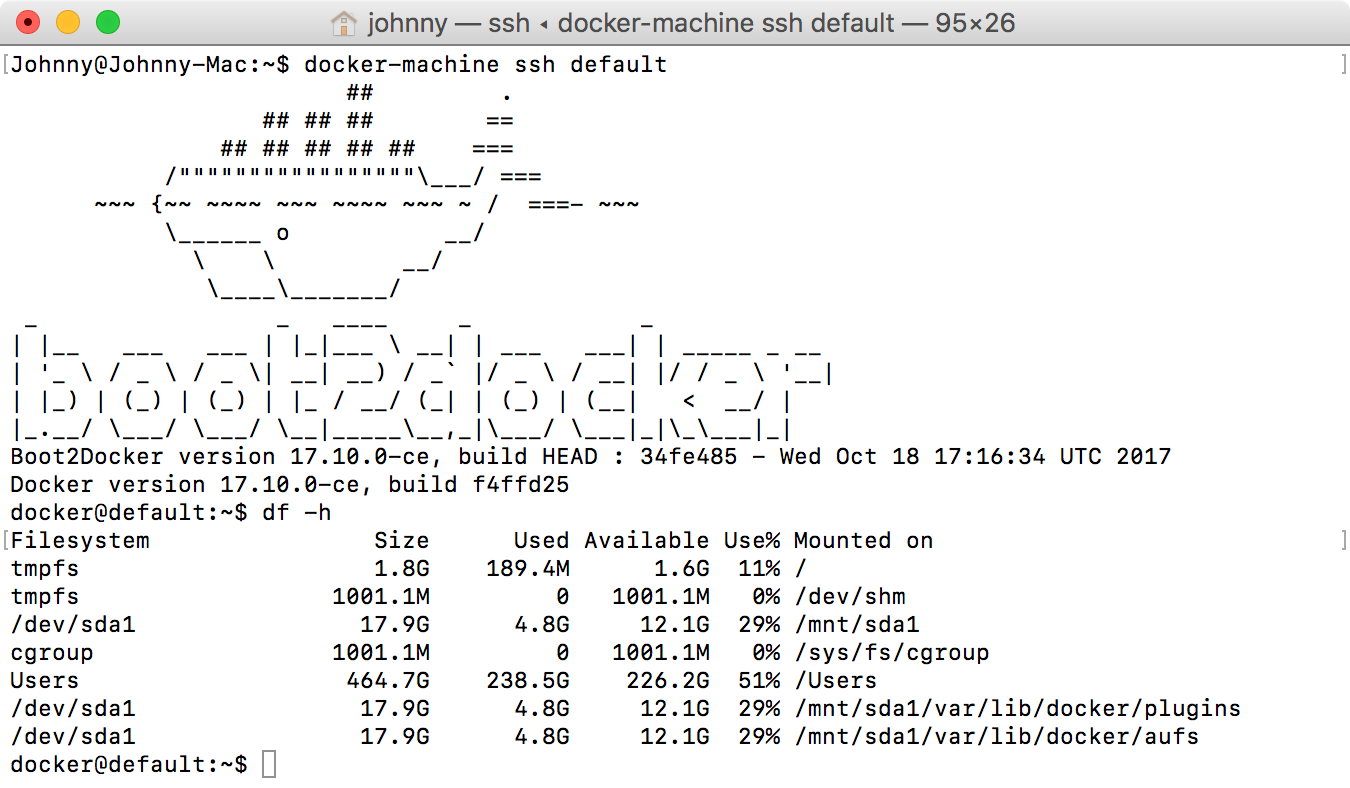 johnny — ssh ◂ docker-machine ssh default — 95×26
[Johnny@Johnny-Mac:~$ docker-machine ssh default ]
                        ##         .
                  ## ## ##        ==
               ## ## ## ## ##    ===
           /"""""""""""""""""\___/ ===
      ~~~ {~~ ~~~~ ~~~ ~~~~ ~~~ ~ /  ===- ~~~
           \______ o           __/
             \    \         __/
              \____\_______/
 _                 _   ____     _            _
| |__   ___   ___ | |_|___ \ __| | ___   ___| | _____ _ __
| '_ \ / _ \ / _ \| __| __) / _` |/ _ \ / __| |/ / _ \ '__|
| |_) | (_) | (_) | |_ / __/ (_| | (_) | (__|   <  __/ |
|_.__/ \___/ \___/ \__|_____\__,_|\___/ \___|_|\_\___|_|
Boot2Docker version 17.10.0-ce, build HEAD : 34fe485 - Wed Oct 18 17:16:34 UTC 2017
Docker version 17.10.0-ce, build f4ffd25
docker@default:~$ df -h
[Filesystem                Size      Used Available Use% Mounted on ]
tmpfs                     1.8G    189.4M      1.6G  11% /
tmpfs                  1001.1M         0   1001.1M   0% /dev/shm
/dev/sda1                17.9G      4.8G     12.1G  29% /mnt/sda1
cgroup                 1001.1M         0   1001.1M   0% /sys/fs/cgroup
Users                   464.7G    238.5G    226.2G  51% /Users
/dev/sda1                17.9G      4.8G     12.1G  29% /mnt/sda1/var/lib/docker/plugins
/dev/sda1                17.9G      4.8G     12.1G  29% /mnt/sda1/var/lib/docker/aufs
docker@default:~$